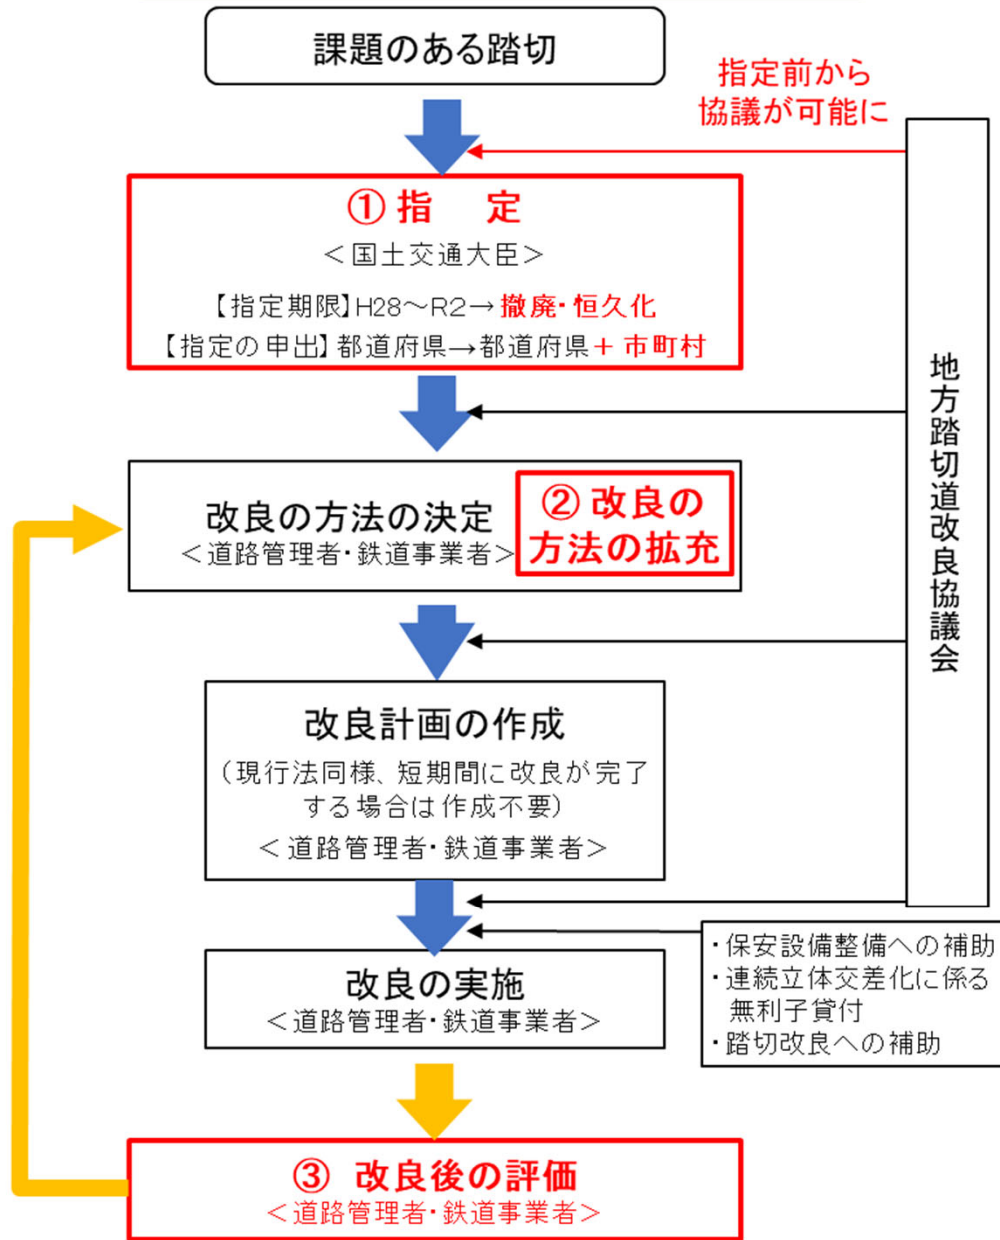 課題のある踏切
指定前から
協議が可能に
① 指　定
＜国土交通大臣＞
【指定期限】H28～R2→撤廃・恒久化
【指定の申出】都道府県→都道府県＋市町村
地方踏切道改良協議会
改良の方法の決定
＜道路管理者・鉄道事業者＞
② 改良の
方法の拡充
改良計画の作成
（現行法同様、短期間に改良が完了
する場合は作成不要）
＜道路管理者・鉄道事業者＞
・保安設備整備への補助
・連続立体交差化に係る
無利子貸付
・踏切改良への補助
改良の実施
＜道路管理者・鉄道事業者＞
③ 改良後の評価
＜道路管理者・鉄道事業者＞